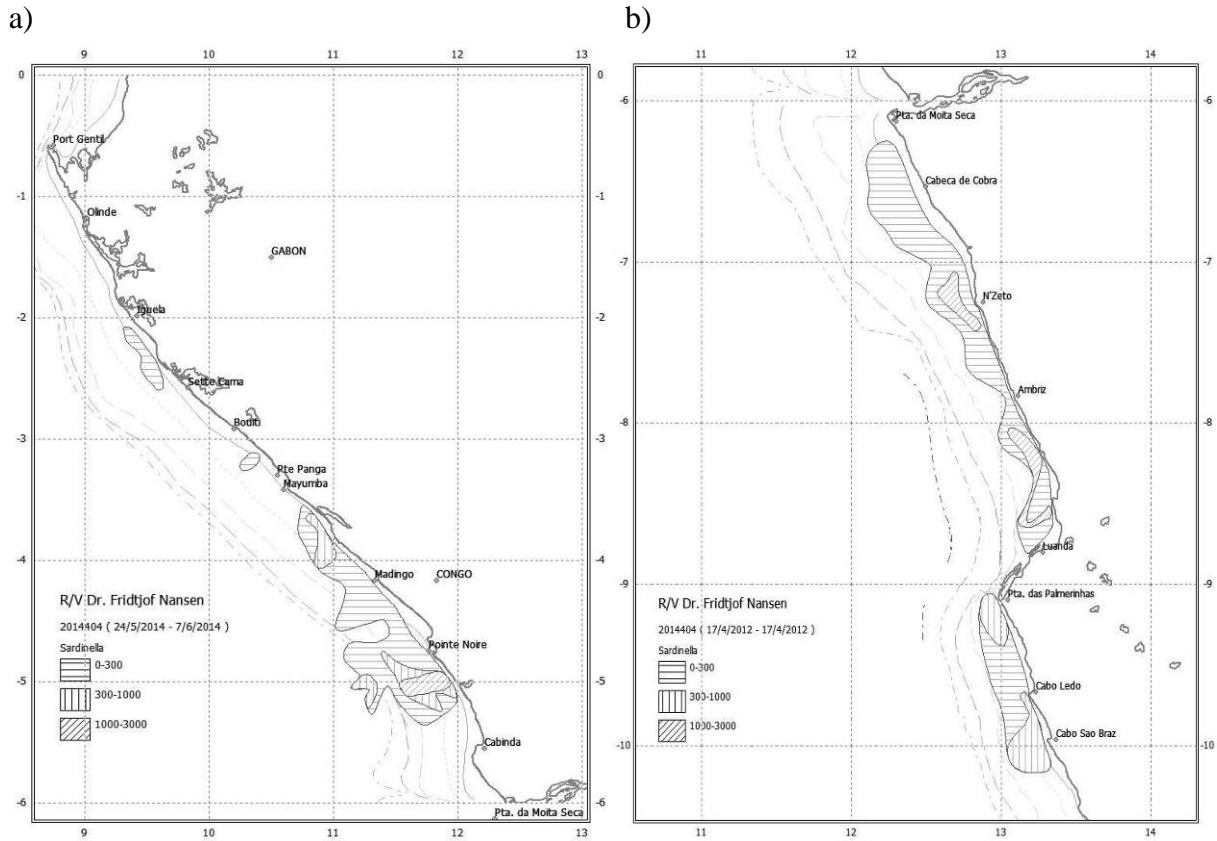 a)
9 10 11 12 13
0 0
Port Gentil
-1 -1
Olinde
GABON
Iguela
-2 -2
Sette Cama
Bouiti
-3 -3
Pte Panga
Mayumba
-4 -4
Madingo CONGO
R/V Dr. Fridtjof Nansen
2014404 ( 24/5/2014 - 7/6/2014 )
Sardinella
0-300
300-1000
1000-3000
Pointe Noire
-5 -5
Cabinda
-6 -6
Pta. da Moita Seca
9 10 11 12 13
b)
11 12 13 14
-6 -6
Pta. da Moita Seca
Cabeca de Cobra
-7 -7
N'Zeto
Ambriz
-8 -8
Luanda
-9 -9
Pta. das Palmerinhas
R/V Dr. Fridtjof Nansen
2014404 ( 17/4/2012 - 17/4/2012 )
Sardinella
0-300
300-1000
1000-3000
Cabo Ledo
Cabo Sao Braz
-10 -10
11 12 13 14